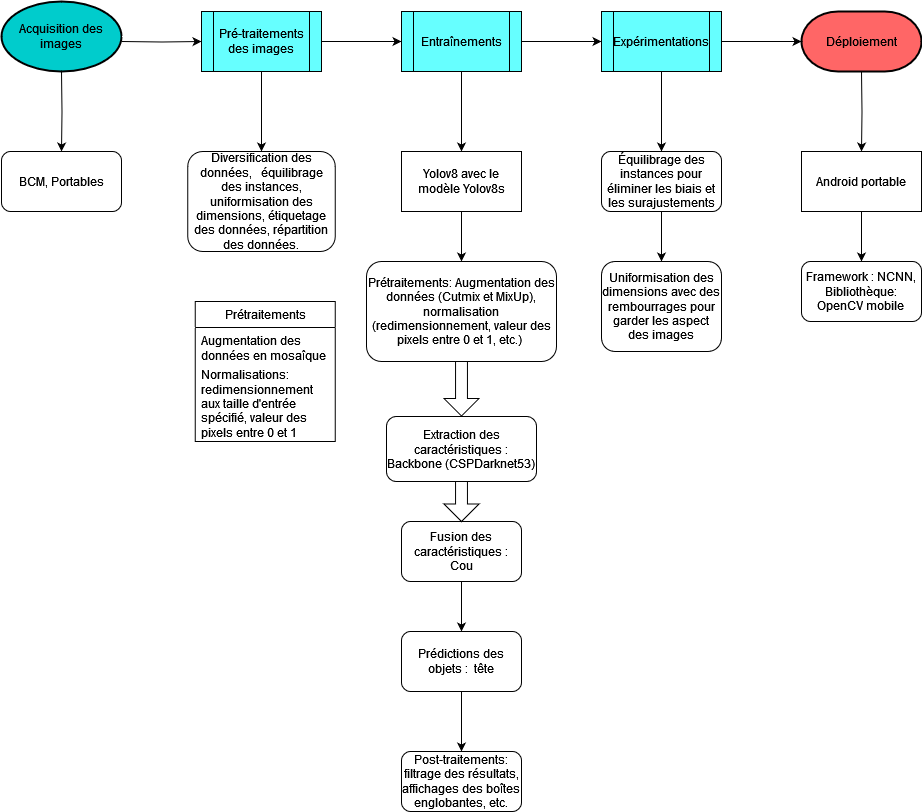 Acquisition des
images
Pré-traitements
des images
Entraînements
Expérimentations
Déploiement
BCM, Portables
Diversification des
données, équilibrage
des instances,
uniformisation des
dimensions, étiquetage
des données, répartition
des données.
Yolov8 avec le
modèle Yolov8s
Équilibrage des
instances pour
éliminer les biais et
les surajustements
Android portable
Prétraitements: Augmentation des
données (Cutmix et MixUp),
normalisation
(redimensionnement, valeur des
pixels entre 0 et 1, etc.)
Uniformisation des
dimensions avec des
rembourrages pour
garder les aspect
des images
Framework : NCNN,
Bibliothèque:
OpenCV mobile
Prétraitements
Augmentation des
données en mosaîque
Normalisations:
redimensionnement
aux taille d'entrée
spécifié, valeur des
pixels entre 0 et 1
Extraction des
caractéristiques :
Backbone (CSPDarknet53)
Fusion des
caractéristiques :
Cou
Prédictions des
objets : tête
Post-traitements:
filtrage des résultats,
affichages des boîtes
englobantes, etc.